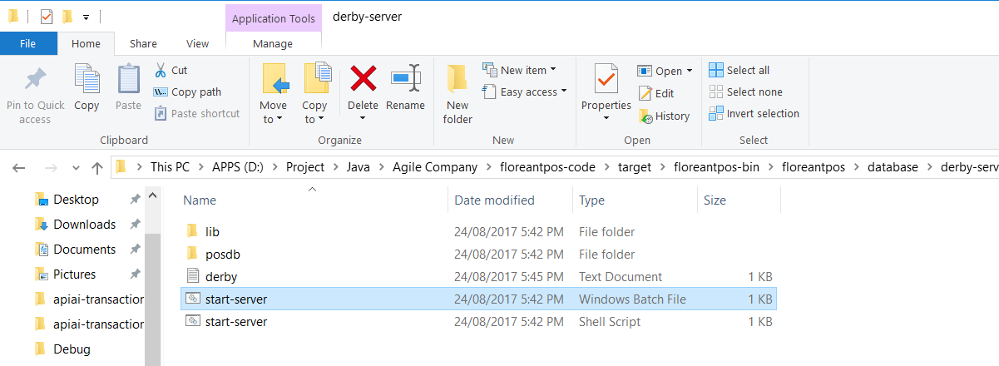 Application Tools derby-server
File Home Share View Manage
Pin to Quick access
Copy
Paste
Cut
Copy path
Paste shortcut
Clipboard
Move to
Copy to
Delete
Rename
Organize
New folder
New item
Easy access
New
Properties
Open
Edit
History
Open
Select all
Select none
Invert selection
Select
This PC APPS (D:) Project Java Agile Company floreantpos-code target floreantpos-bin floreantpos database derby-serv
Desktop
Downloads
Documents
Pictures
apiai-transaction
apiai-transaction
Debug
Name Date modified Type Size
lib 24/08/2017 5:42 PM File folder
posdb 24/08/2017 5:42 PM File folder
derby 24/08/2017 5:45 PM Text Document 1 KB
start-server 24/08/2017 5:42 PM Windows Batch File 1 KB
start-server 24/08/2017 5:42 PM Shell Script 1 KB